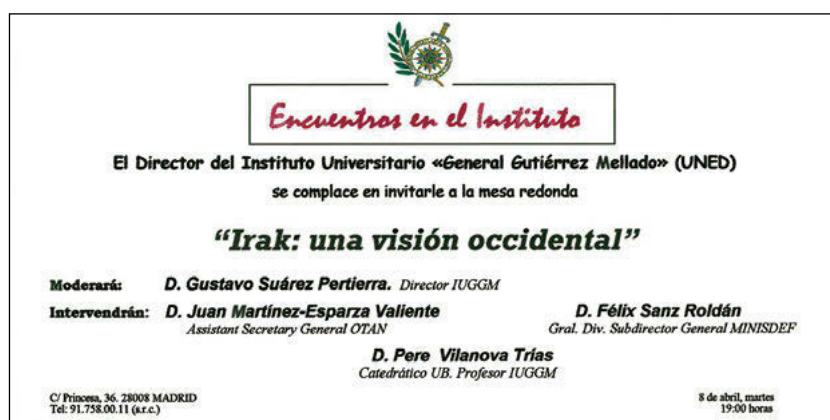 Encuentros en el Instituto
El Director del Instituto Universitario «General Gutiérrez Mellado» (UNED)
se complace en invitarle a la mesa redonda
“Irak: una visión occidental”
Moderará: D. Gustavo Suárez Pertierra. Director IUGGM
Intervendrán: D. Juan Martínez-Esparza Valiente D. Félix Sanz Roldán
Assistant Secretary General OTAN Gral. Div. Subdirector General MINISDEF
D. Pere Vilanova Trías
Catedrático UB. Profesor IUGGM
C/ Princesa, 36. 28008 MADRID 8 de abril, martes
Tel: 91.758.00.11 (s.r.c.) 19:00 horas